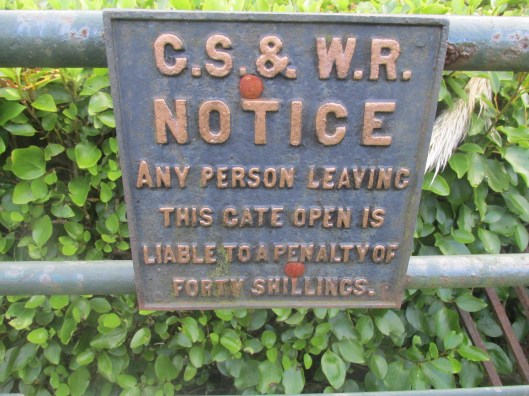 C.S.&.W.R.
NOTICE
ANY PERSON LEAVING
THIS GATE OPEN IS
LIABLE TO A PENALTY OF
FORTY SHILLINGS.